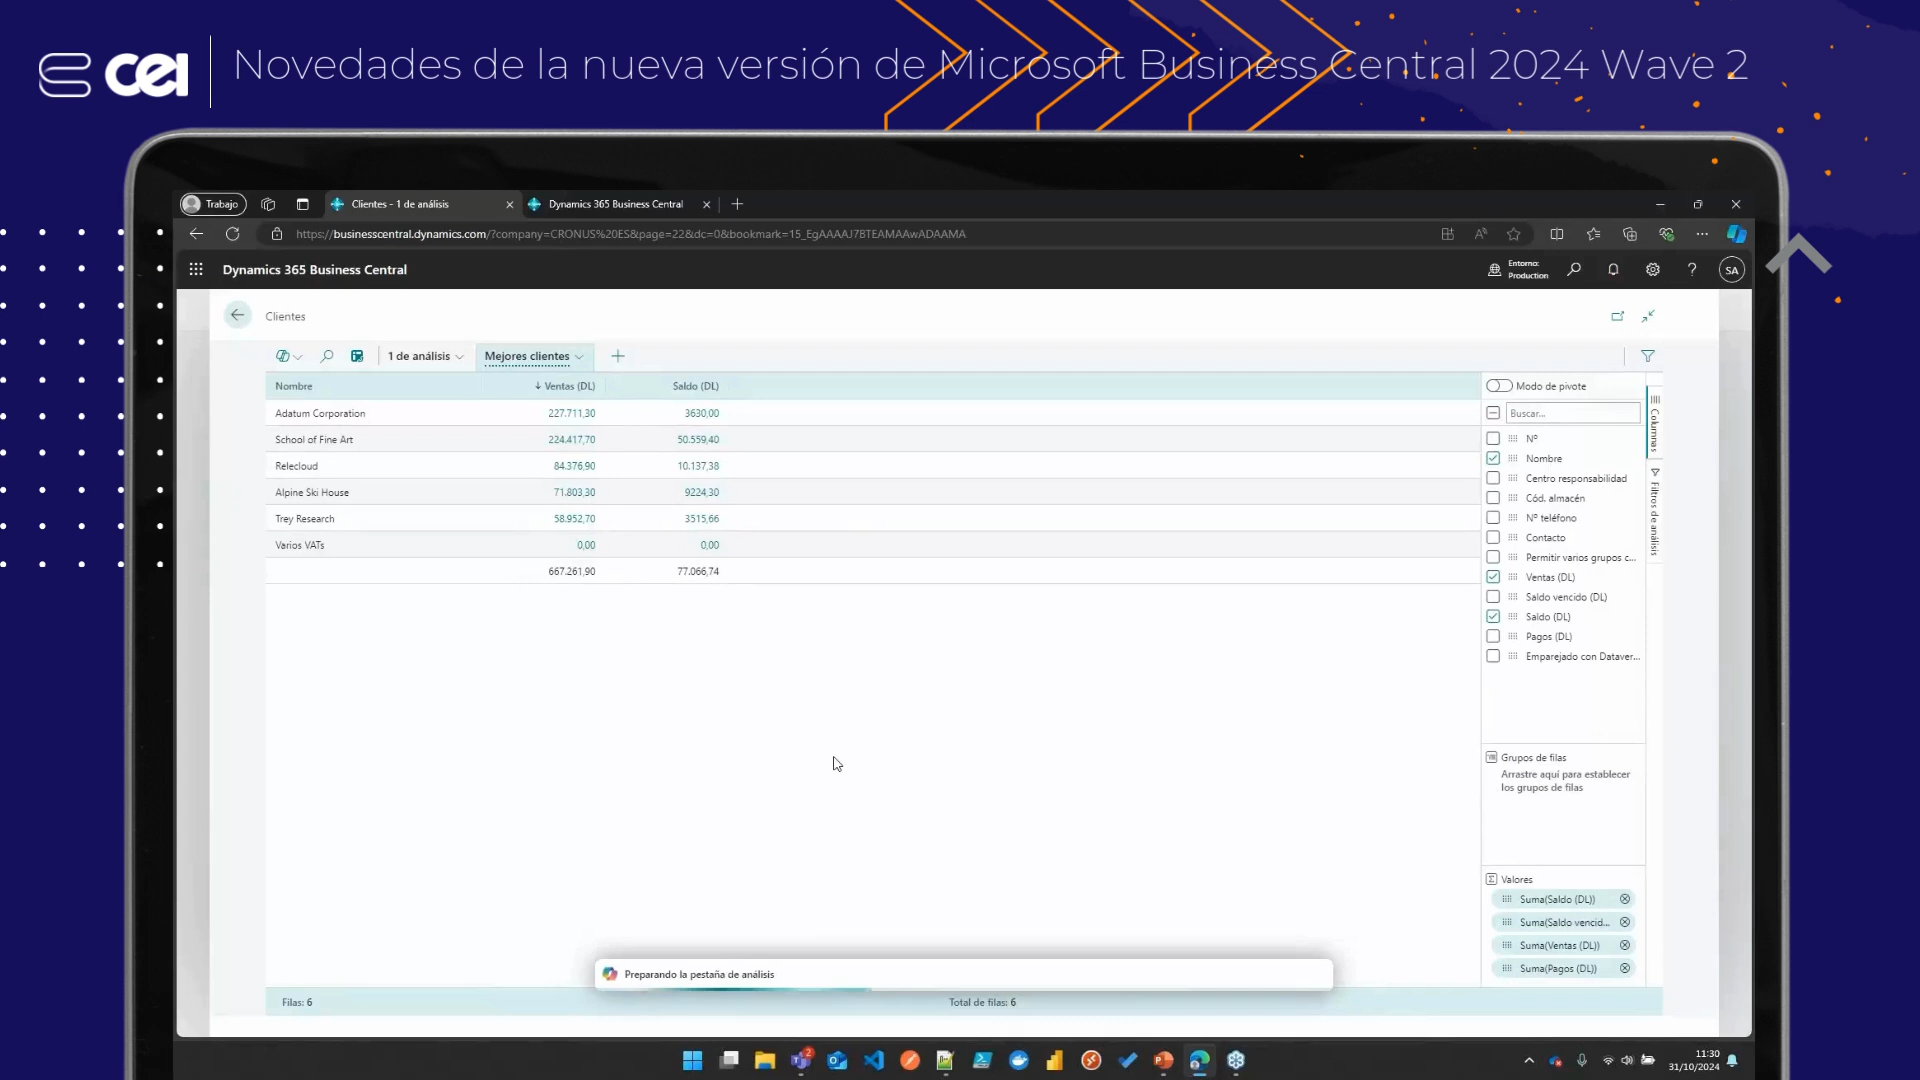 cei
Novedades de la nueva versión de Microsoft Business Central 2024 Wave 2
Trabajo
Clientes - 1 de análisis
Dynamics 365 Business Central
https://businesscentral.dynamics.com/?company=CRONUS%20ES&page=22&dc=0&bookmark=15_EgAAAAJ7BTEAMAAwADAAMA
Dynamics 365 Business Central
Entorno:
Production
SA
Clientes
1 de análisis
Mejores clientes
Nombre
Ventas (DL)
Saldo (DL)
Adatum Corporation 227.711,30 3630,00
School of Fine Art 224.417,70 50.559,40
Relecloud 84.376,90 10.137,38
Alpine Ski House 71.803,30 9224,30
Trey Research 58.952,70 3515,66
Varios VATs 0,00 0,00
667.261,90 77.066,74
Modo de pivote
Buscar...
Nº
Nombre
Centro responsabilidad
Cód. almacén
Nº teléfono
Contacto
Permitir varios grupos c...
Ventas (DL)
Saldo vencido (DL)
Saldo (DL)
Pagos (DL)
Emparejado con Dataver...
Columnas
Filtros de análisis
Grupos de filas
Arrastre aquí para establecer
los grupos de filas
Valores
Suma(Saldo (DL))
Suma(Saldo vencid...
Suma(Ventas (DL))
Suma(Pagos (DL))
Preparando la pestaña de análisis
Filas: 6
Total de filas: 6
2
11:30
31/10/2024